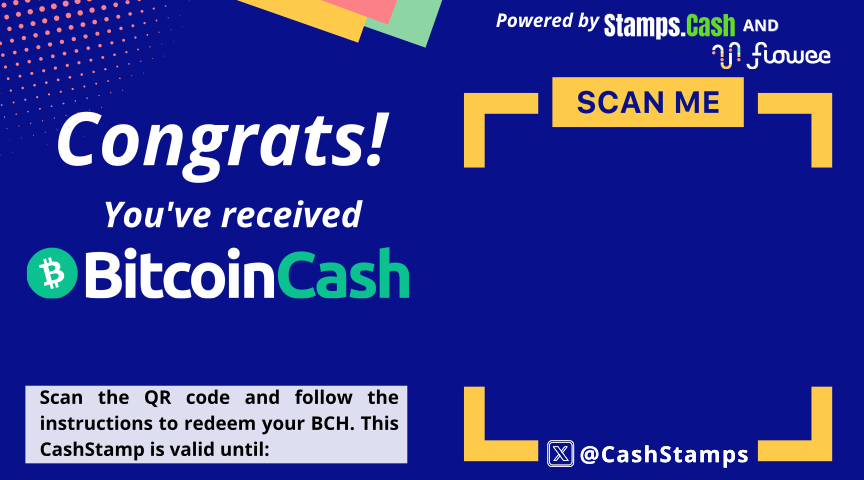 Powered by Stamps.Cash AND
flowee
SCAN ME
Congrats!
You've received
BitcoinCash
Scan the QR code and follow the
instructions to redeem your BCH. This
CashStamp is valid until:
@CashStamps